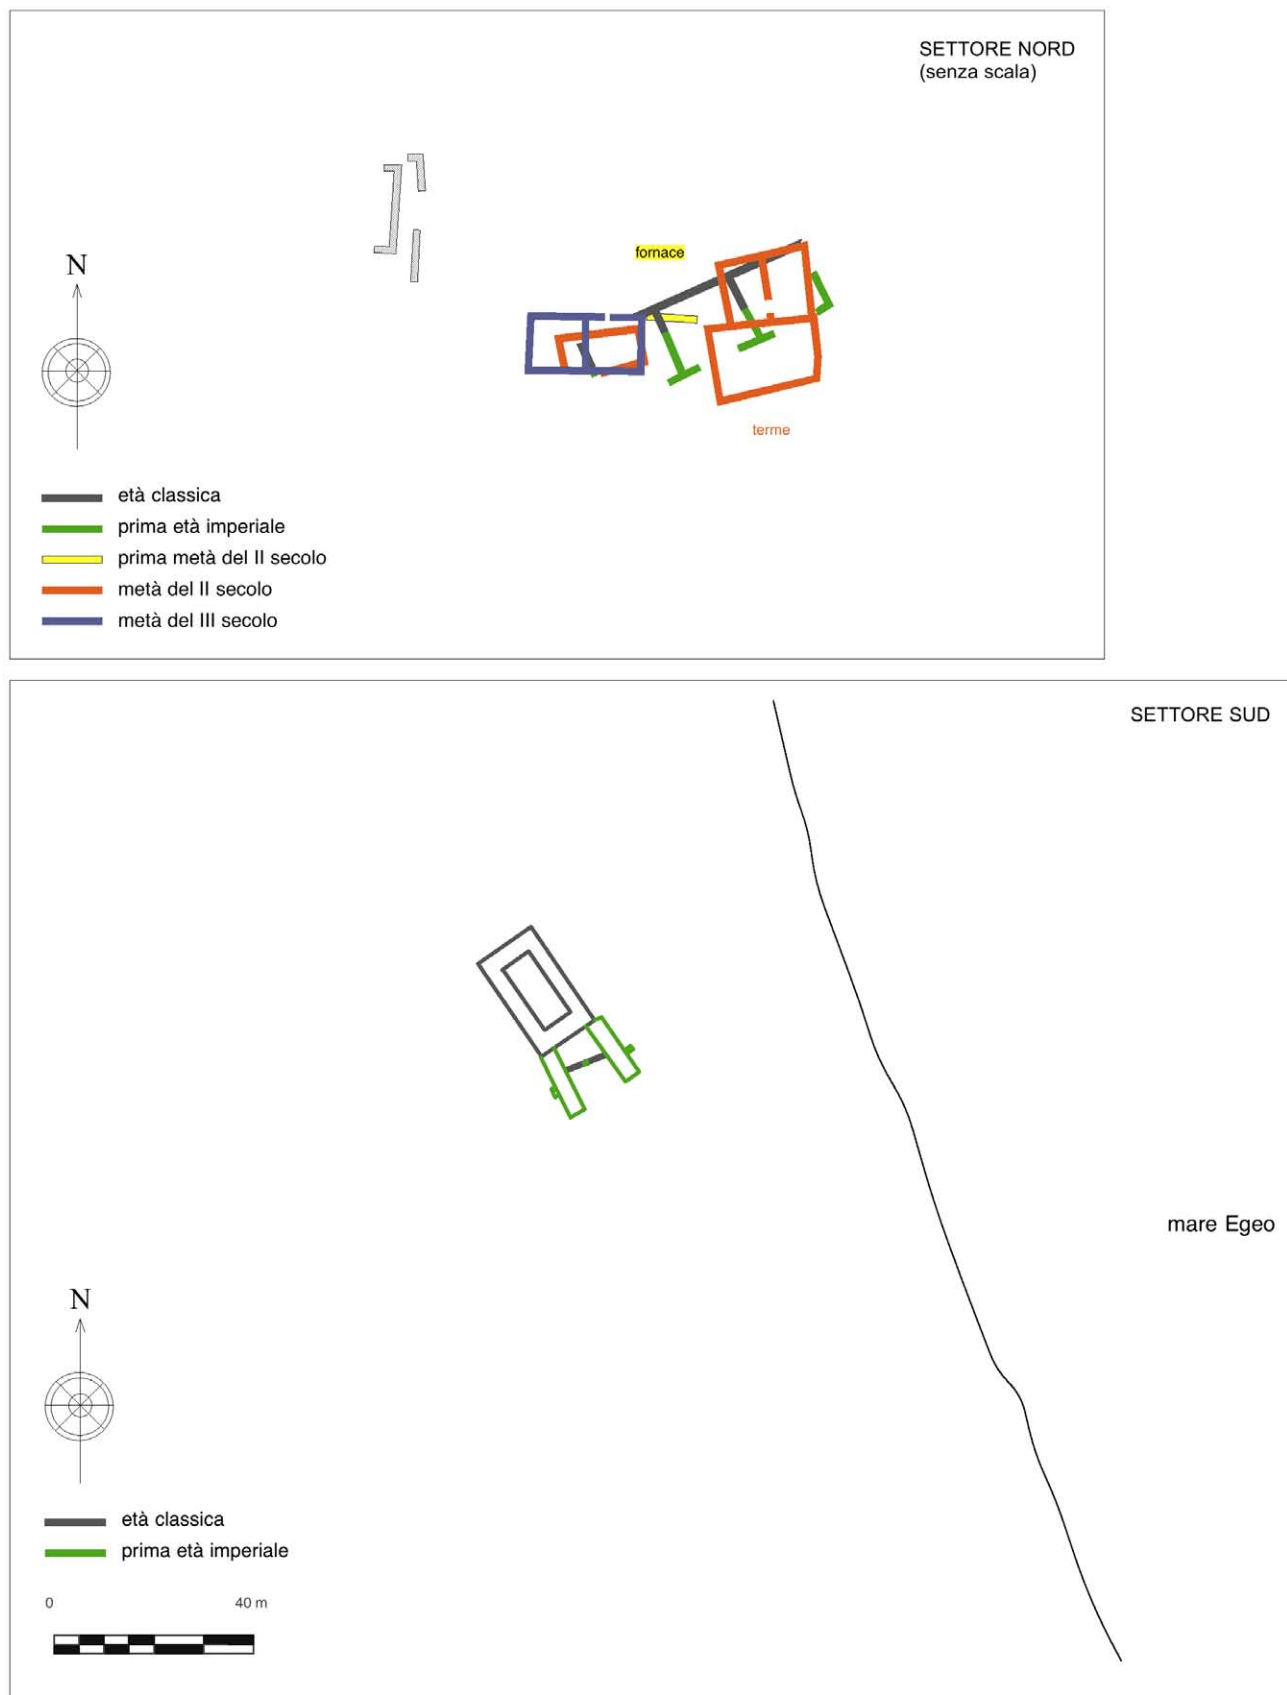 SETTORE NORD
(senza scala)
fornace
N
terme
età classica
prima età imperiale
prima metà del II secolo
metà del II secolo
metà del III secolo
SETTORE SUD
mare Egeo
N
età classica
prima età imperiale
0 40 m